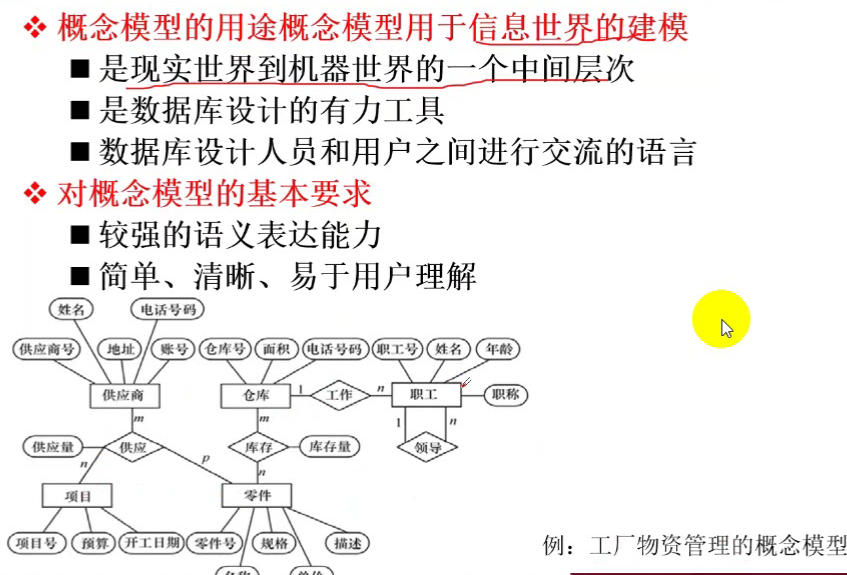 ❖ 概念模型的用途概念模型用于信息世界的建模
■ 是现实世界到机器世界的一个中间层次
■ 是数据库设计的有力工具
■ 数据库设计人员和用户之间进行交流的语言
❖ 对概念模型的基本要求
■ 较强的语义表达能力
■ 简单、清晰、易于用户理解
姓名 电话号码
供应商号 地址 账号 仓库号 面积 电话号码 职工号 姓名 年龄
供应商 仓库 1 工作 n 职工 职称
m m 1 n
供应量 供应 库存 库存量 领导
n p n
项目 零件
项目号 预算 开工日期 零件号 规格 描述
例：工厂物资管理的概念模型